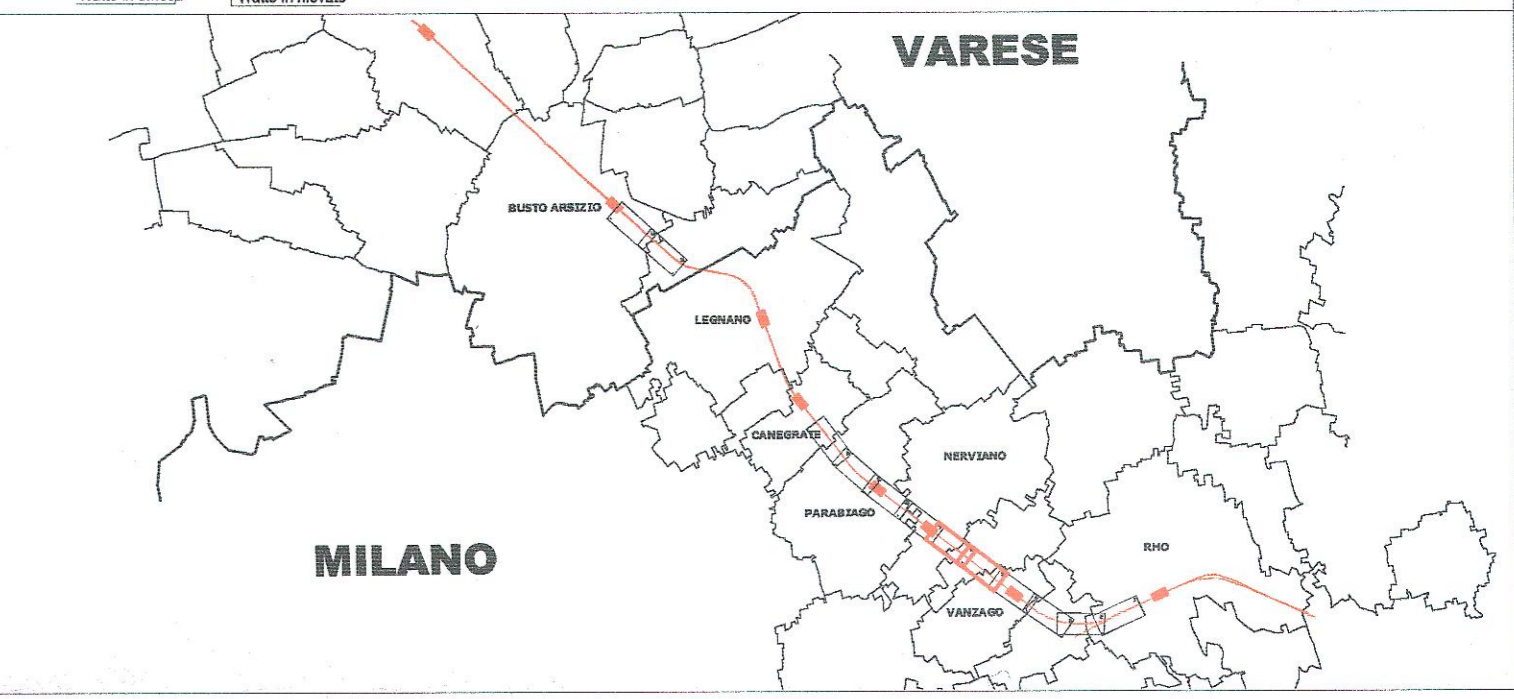 VARESE
BUSTO ARSIZIO
LEGNANO
CANEGRATE
NERVIANO
PARABIAGO
RHO
MILANO
VANZAGO